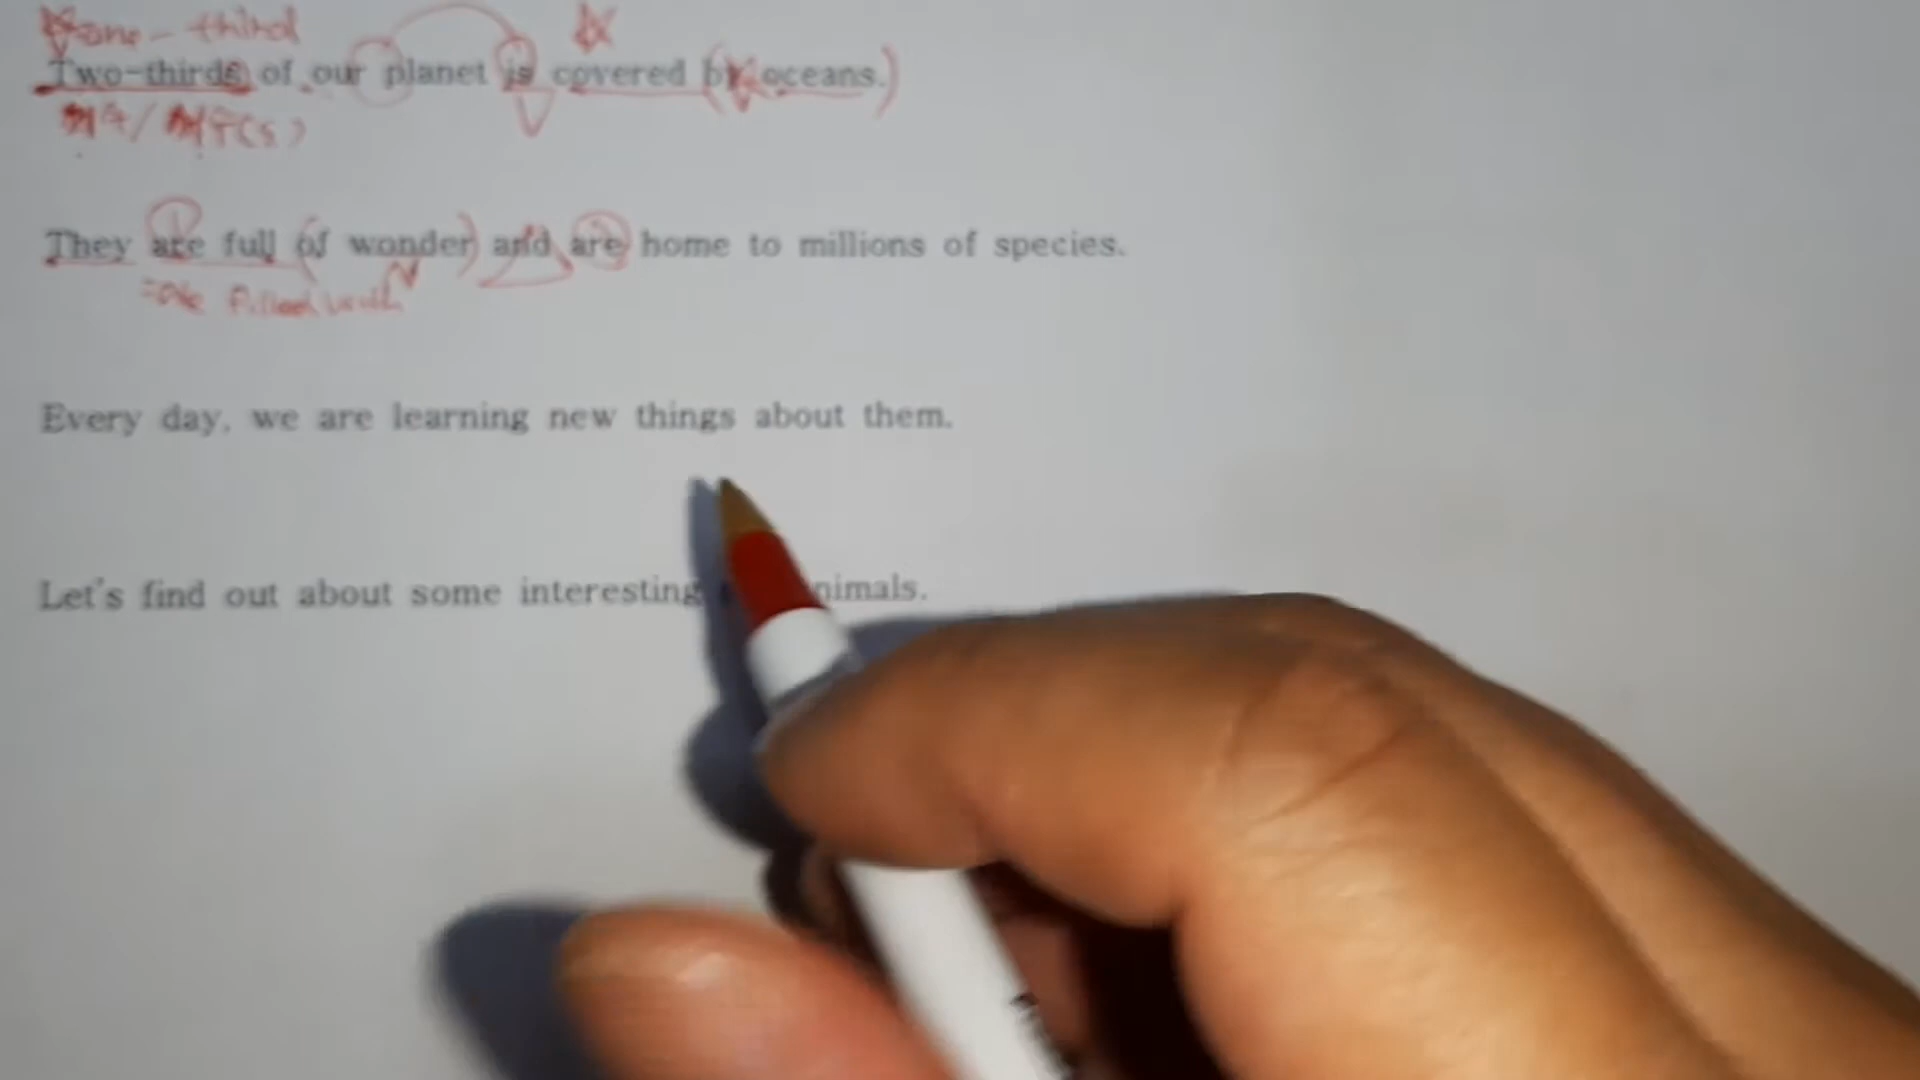 one-third
Two-thirds of our planet is covered by oceans.
They are full of wonder and are home to millions of species.
=are filled with
Every day, we are learning new things about them.
Let's find out about some interesting nimals.